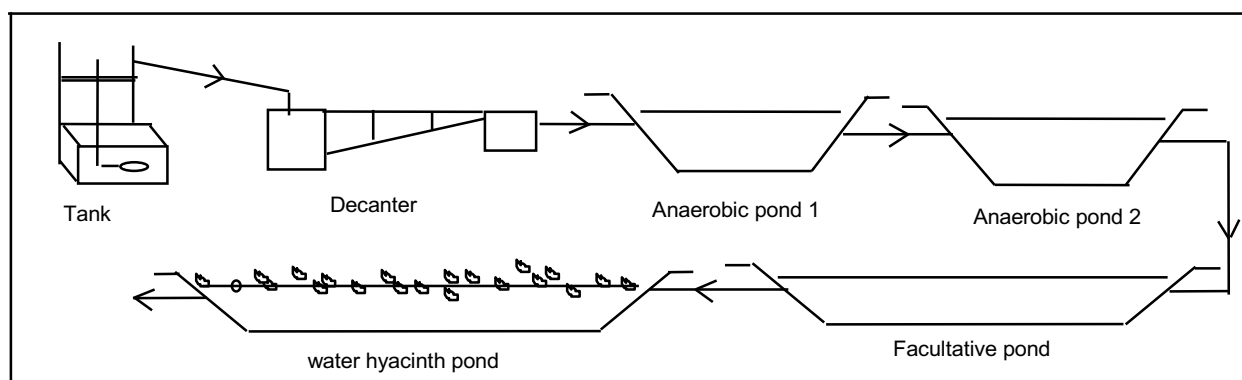 Tank
Decanter
Anaerobic pond 1
Anaerobic pond 2
water hyacinth pond
Facultative pond